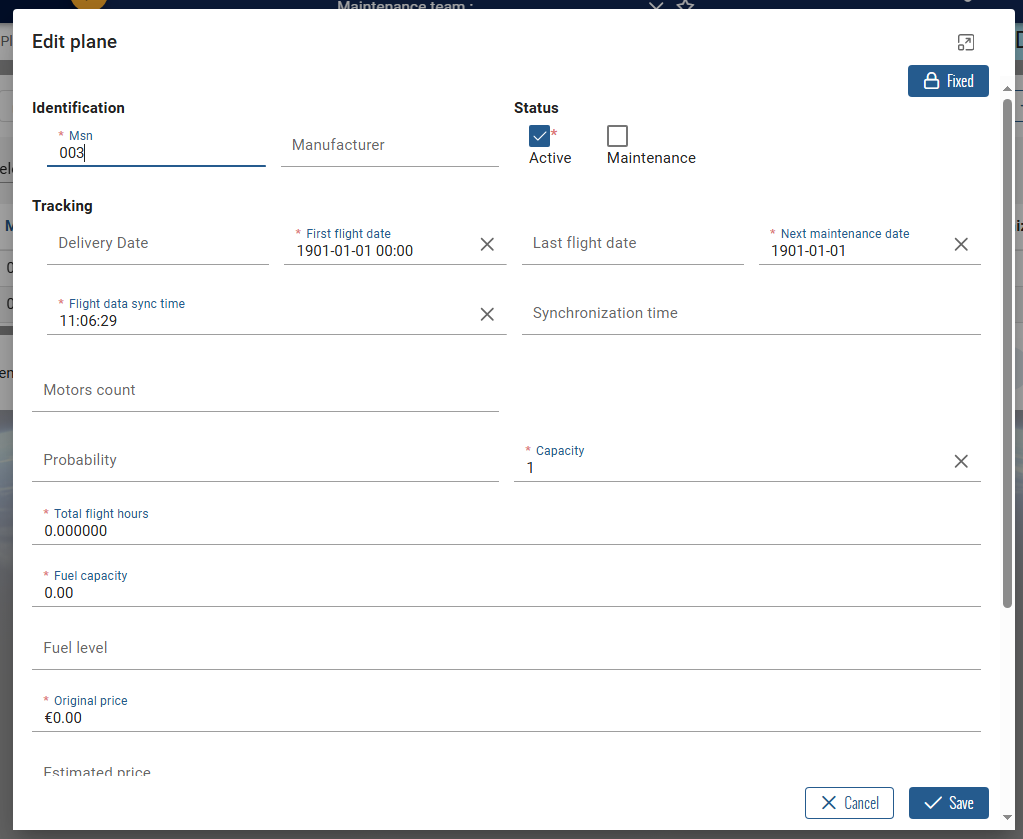 Maintenance team :
Edit plane
Fixed
Identification
Status
* Msn
003
Manufacturer
*
Active
Maintenance
Tracking
Delivery Date
* First flight date
1901-01-01 00:00
Last flight date
* Next maintenance date
1901-01-01
* Flight data sync time
11:06:29
Synchronization time
Motors count
Probability
* Capacity
1
* Total flight hours
0.000000
* Fuel capacity
0.00
Fuel level
* Original price
€0.00
Estimated price
Cancel
Save